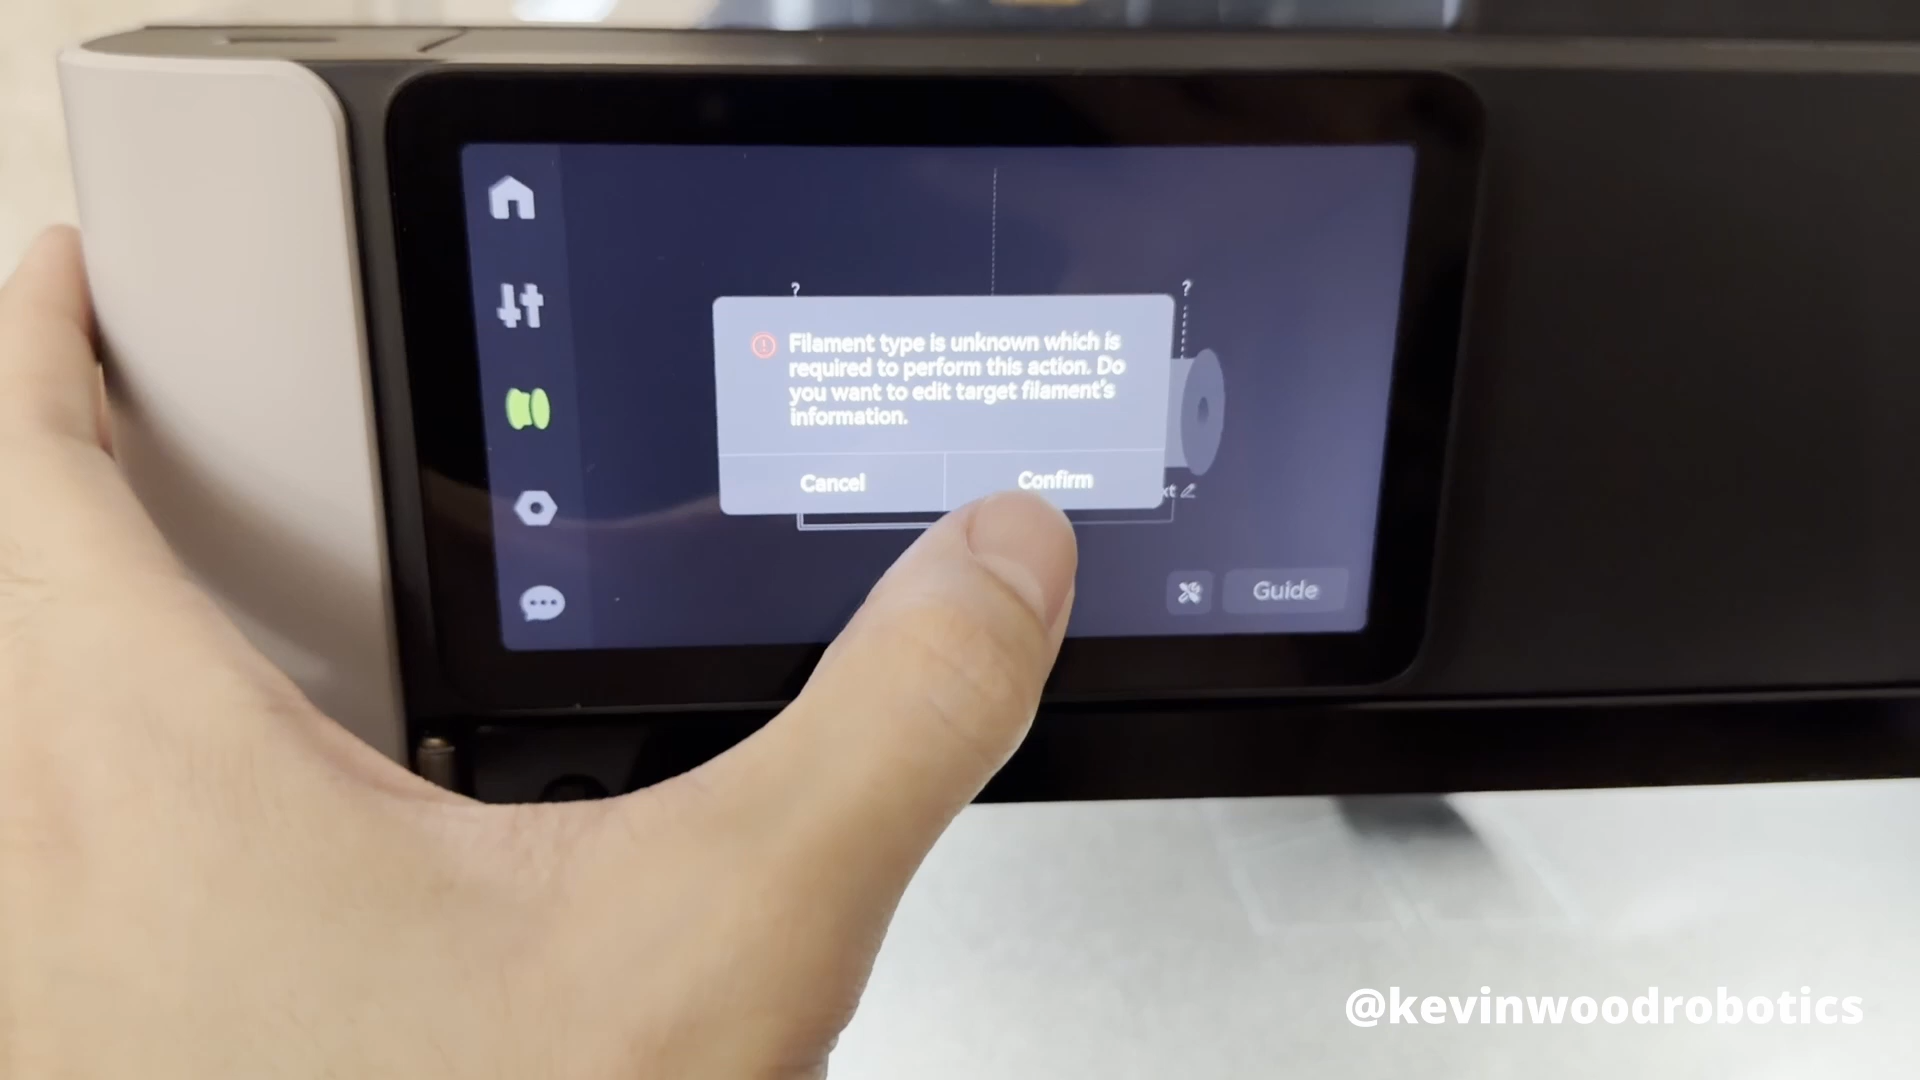 ?
?
Filament type is unknown which is
required to perform this action. Do
you want to edit target filament's
information.
Cancel
Confirm
xt
Guide
@kevinwoodrobotics